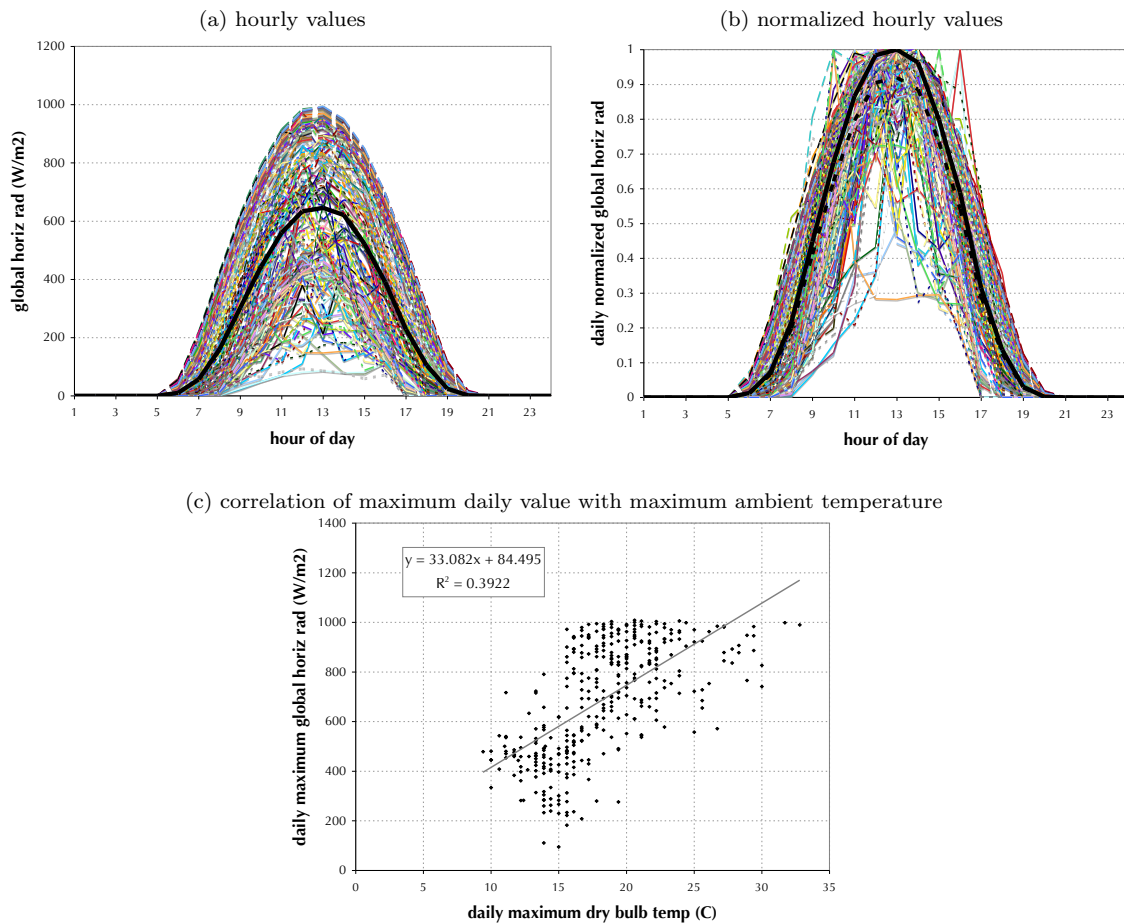 (a) hourly values
(b) normalized hourly values
1200
1000
800
600
400
200
0
global horiz rad (W/m2)
1 3 5 7 9 11 13 15 17 19 21 23
hour of day
1
0.9
0.8
0.7
0.6
0.5
0.4
0.3
0.2
0.1
0
daily normalized global horiz rad
1 3 5 7 9 11 13 15 17 19 21 23
hour of day
(c) correlation of maximum daily value with maximum ambient temperature
1400
1200
1000
800
600
400
200
0
daily maximum global horiz rad (W/m2)
y = 33.082x + 84.495
R² = 0.3922
0 5 10 15 20 25 30 35
daily maximum dry bulb temp (C)